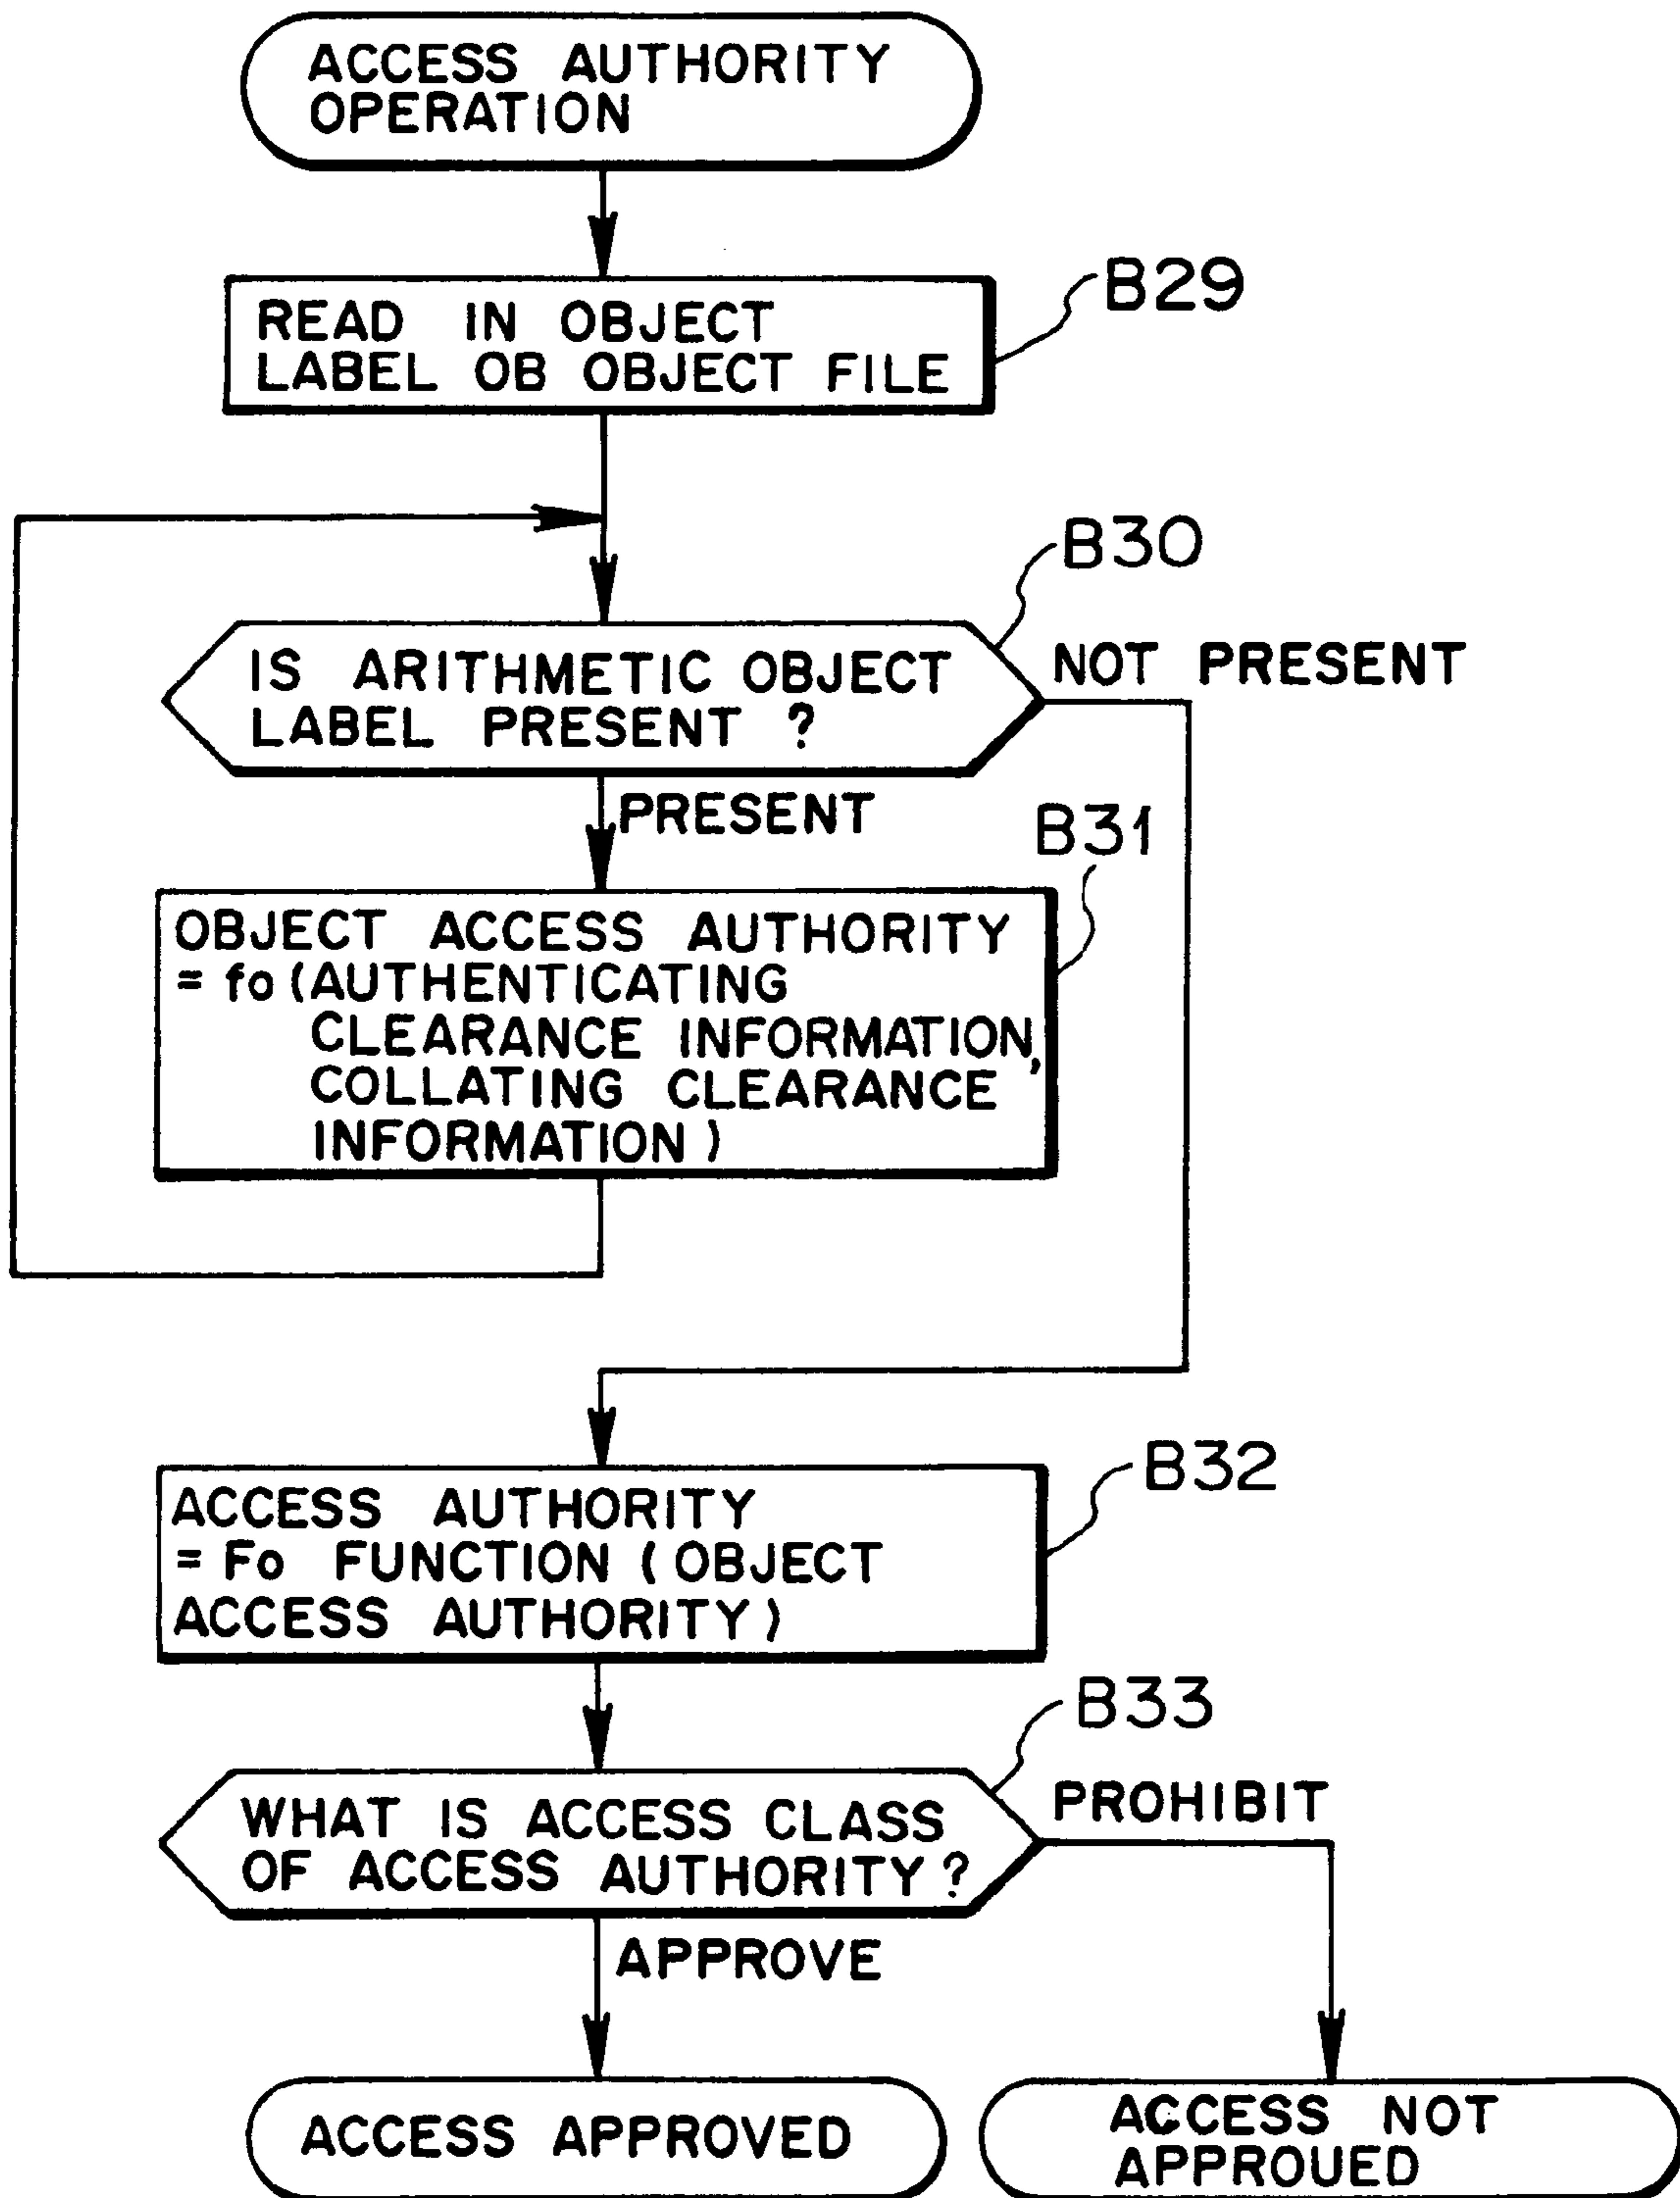 ACCESS AUTHORITY
OPERATION
B29
READ IN OBJECT
LABEL OB OBJECT FILE
B30
IS ARITHMETIC OBJECT
LABEL PRESENT ?
NOT PRESENT
PRESENT
B31
OBJECT ACCESS AUTHORITY
= fo (AUTHENTICATING
CLEARANCE INFORMATION,
COLLATING CLEARANCE
INFORMATION)
B32
ACCESS AUTHORITY
= Fo FUNCTION (OBJECT
ACCESS AUTHORITY)
B33
WHAT IS ACCESS CLASS
OF ACCESS AUTHORITY ?
PROHIBIT
APPROVE
ACCESS APPROVED
ACCESS NOT
APPROUED